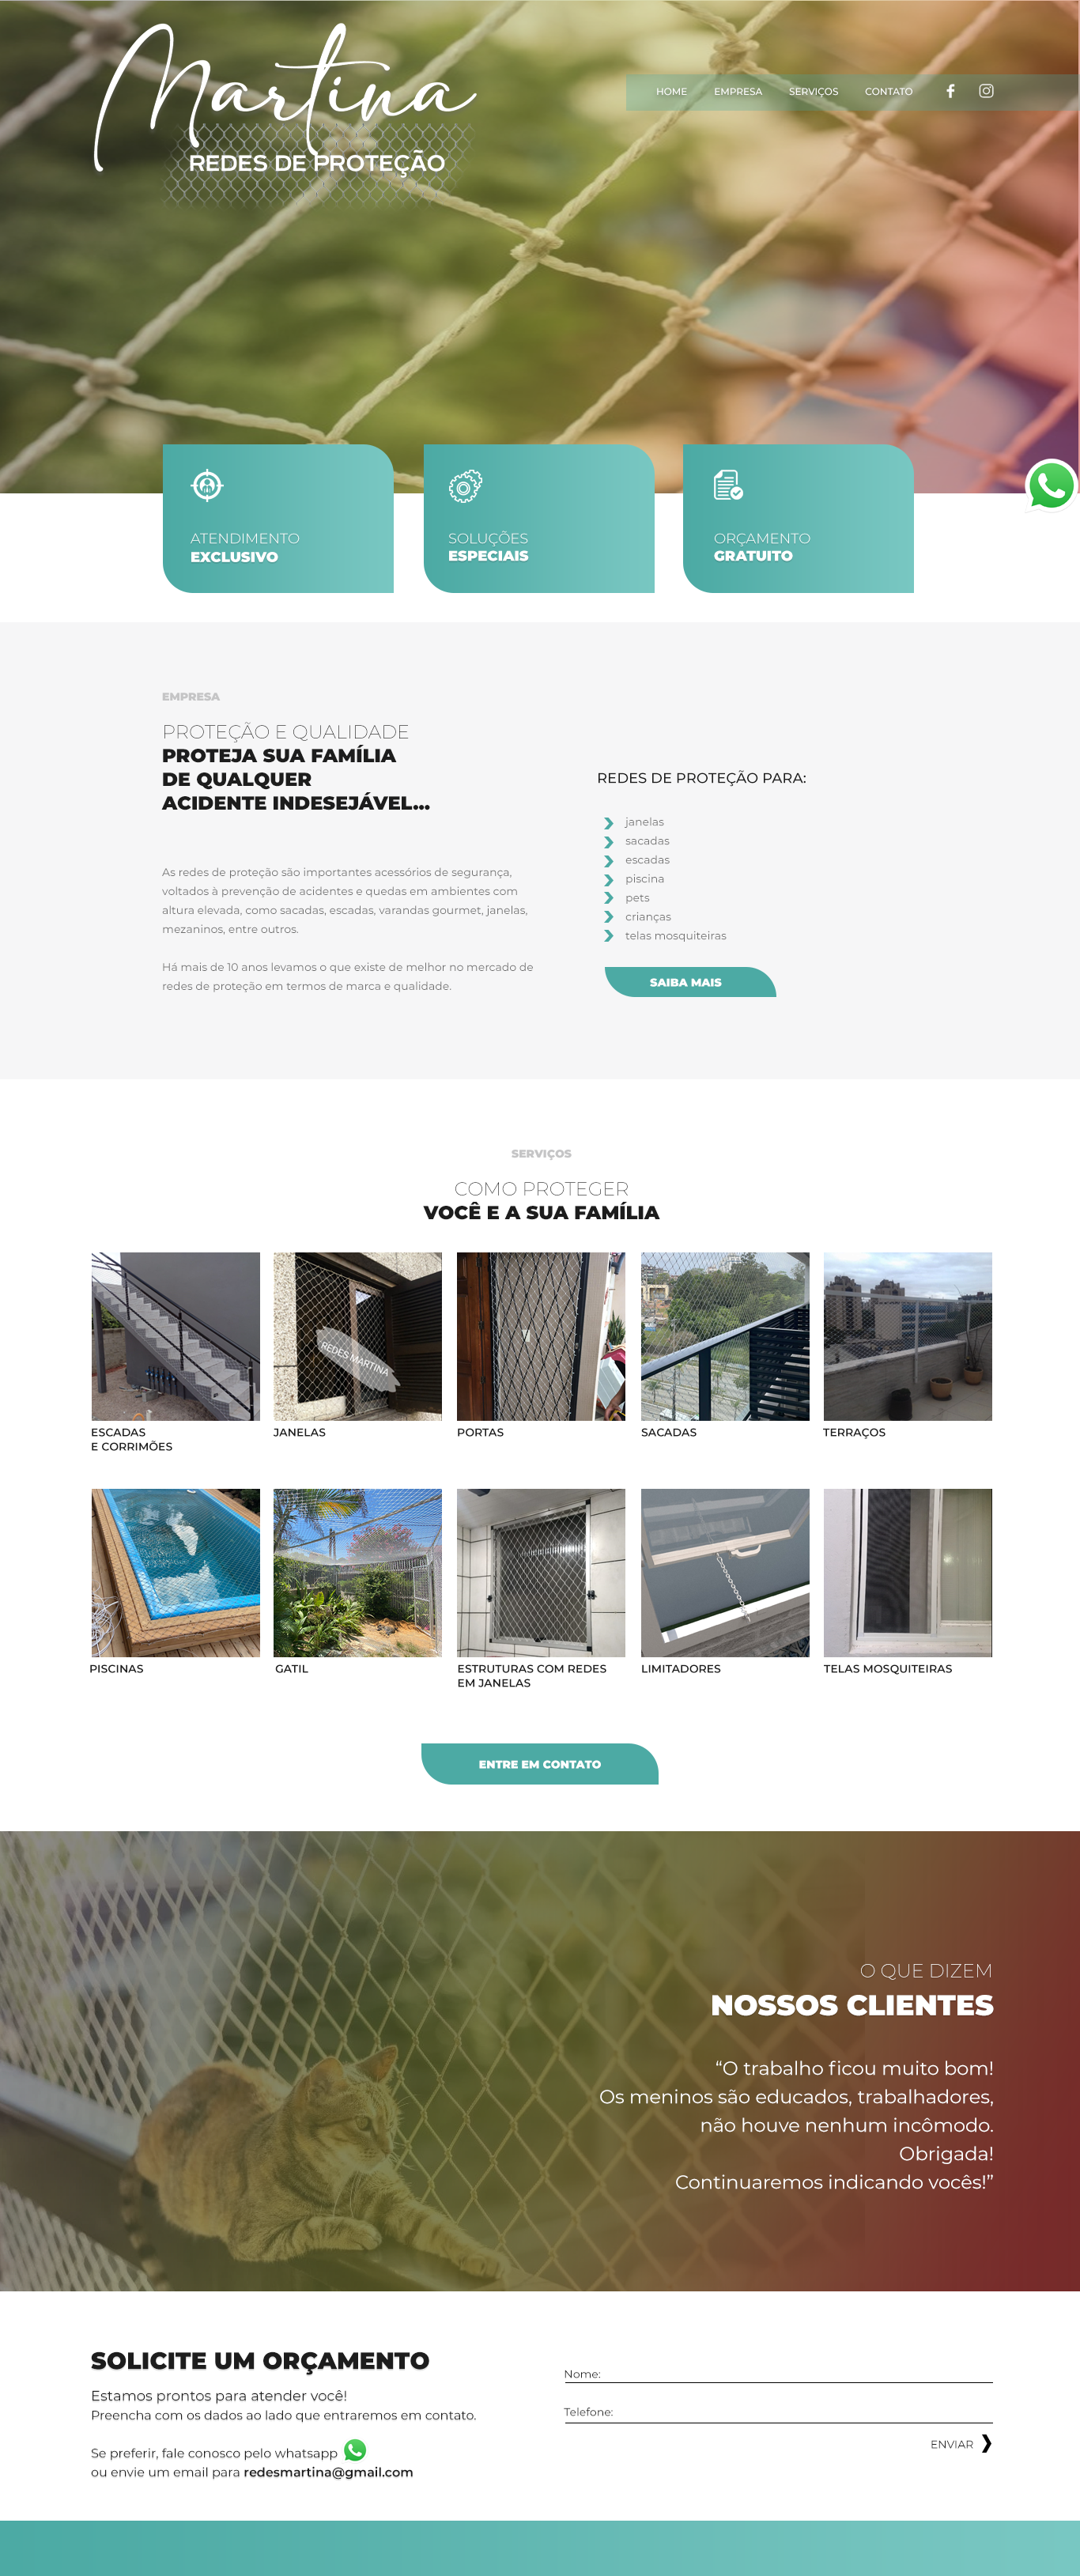 Martina
REDES DE PROTEÇÃO
HOME EMPRESA SERVIÇOS CONTATO
ATENDIMENTO
EXCLUSIVO
SOLUÇÕES
ESPECIAIS
ORÇAMENTO
GRATUITO
EMPRESA
PROTEÇÃO E QUALIDADE
PROTEJA SUA FAMÍLIA
DE QUALQUER
ACIDENTE INDESEJÁVEL...
As redes de proteção são importantes acessórios de segurança,
voltados à prevenção de acidentes e quedas em ambientes com
altura elevada, como sacadas, escadas, varandas gourmet, janelas,
mezaninos, entre outros.
Há mais de 10 anos levamos o que existe de melhor no mercado de
redes de proteção em termos de marca e qualidade.
REDES DE PROTEÇÃO PARA:
janelas
sacadas
escadas
piscina
pets
crianças
telas mosquiteiras
SAIBA MAIS
SERVIÇOS
COMO PROTEGER
VOCÊ E A SUA FAMÍLIA
REDES MARTINA
ESCADAS
E CORRIMÕES
JANELAS
PORTAS
SACADAS
TERRAÇOS
PISCINAS
GATIL
ESTRUTURAS COM REDES
EM JANELAS
LIMITADORES
TELAS MOSQUITEIRAS
ENTRE EM CONTATO
O QUE DIZEM
NOSSOS CLIENTES
“O trabalho ficou muito bom!
Os meninos são educados, trabalhadores,
não houve nenhum incômodo.
Obrigada!
Continuaremos indicando vocês!”
SOLICITE UM ORÇAMENTO
Estamos prontos para atender você!
Preencha com os dados ao lado que entraremos em contato.
Se preferir, fale conosco pelo whatsapp
ou envie um email para redesmartina@gmail.com
Nome:
Telefone:
ENVIAR